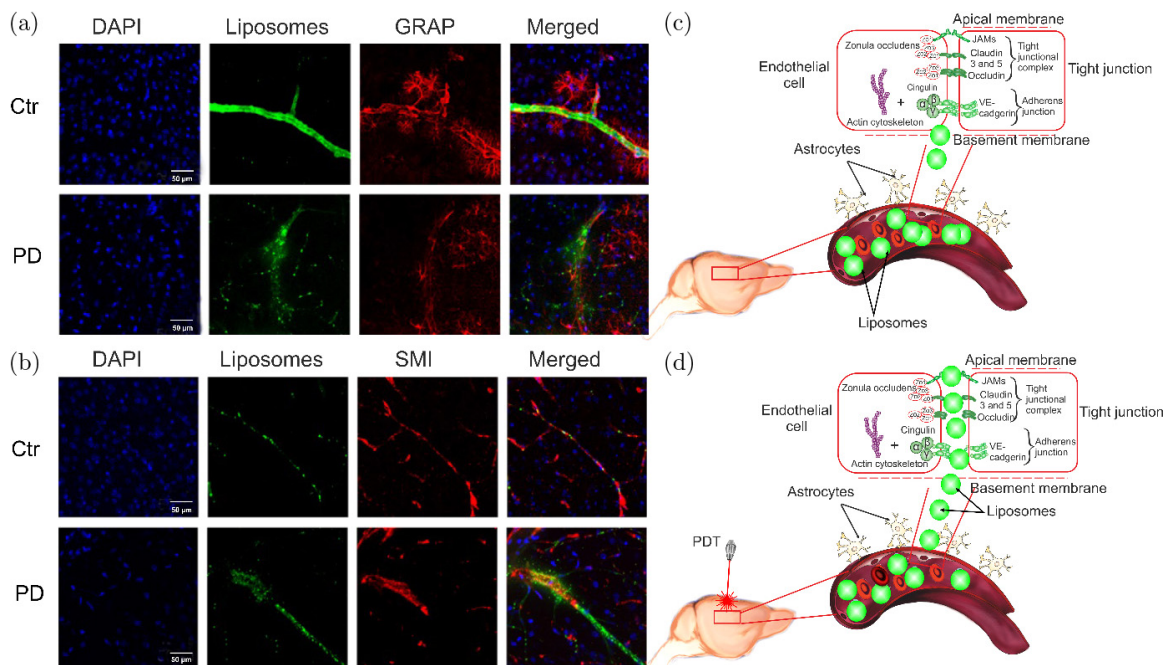 (a)
DAPI Liposomes GRAP Merged
Ctr
50 µm
PD
50 µm
(b)
DAPI Liposomes SMI Merged
Ctr
50 µm
PD
50 µm
(c)
Apical membrane
Zonula occludens
JAMs
Claudin
3 and 5
Occludin
Tight
junctional
complex
Endothelial
cell
Tight junction
Cingulin
+
α β γ
Actin cytoskeleton
VE-
cadgerin
Adherens
junction
Basement membrane
Astrocytes
Liposomes
(d)
Apical membrane
Zonula occludens
JAMs
Claudin
3 and 5
Occludin
Tight
junctional
complex
Endothelial
cell
Tight junction
Cingulin
+
α β γ
Actin cytoskeleton
VE-
cadgerin
Adherens
junction
Basement membrane
Astrocytes
Liposomes
PDT